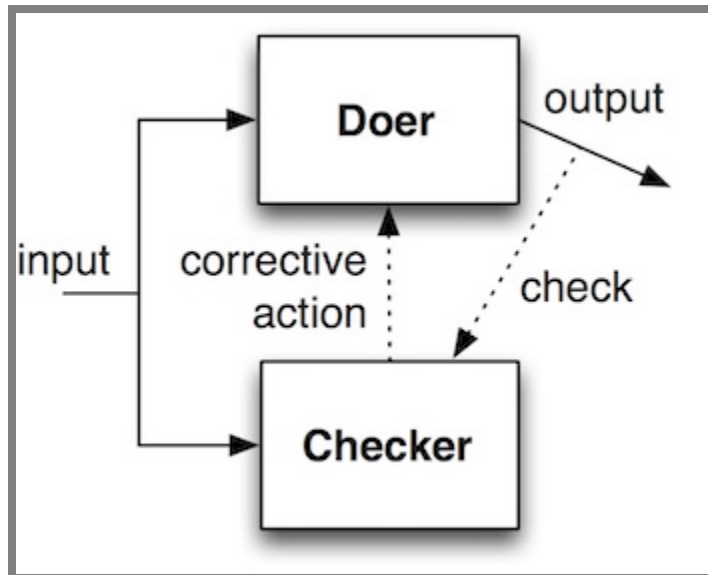 Doer
output
input
corrective
action
check
Checker